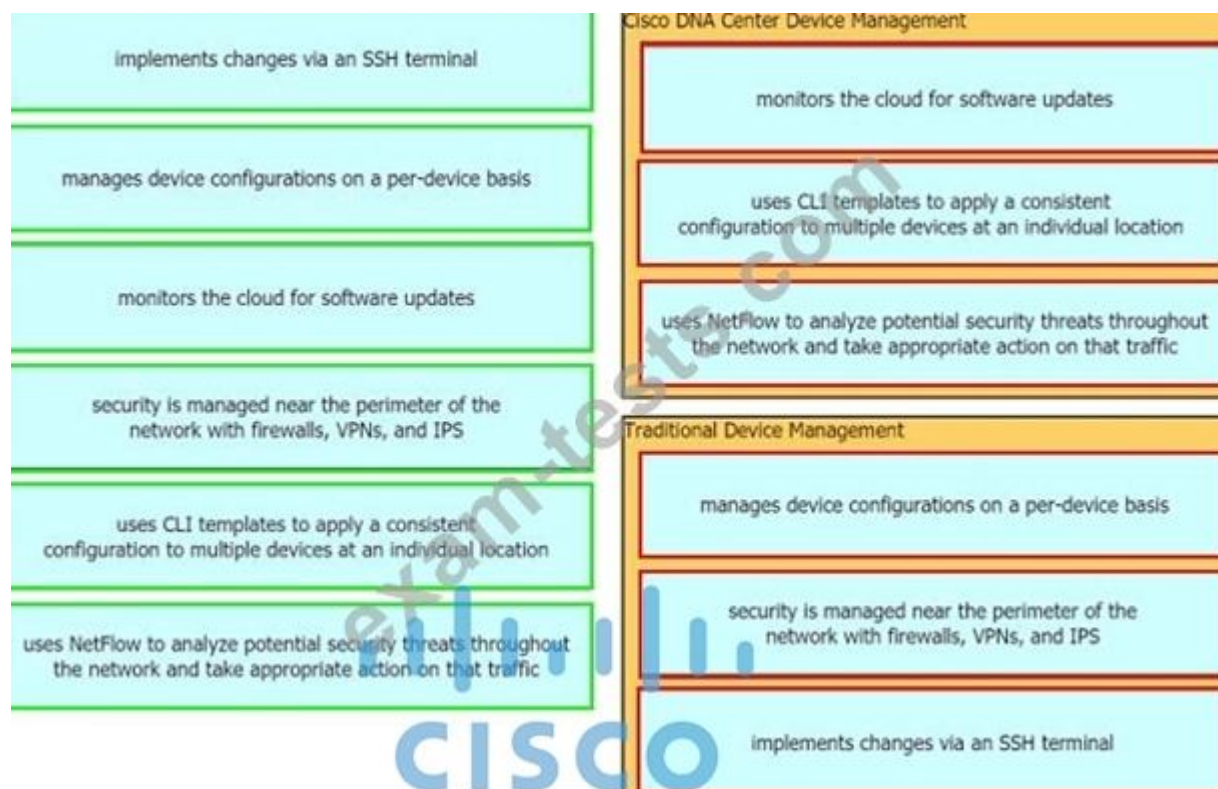 implements changes via an SSH terminal
manages device configurations on a per-device basis
monitors the cloud for software updates
security is managed near the perimeter of the
network with firewalls, VPNs, and IPS
uses CLI templates to apply a consistent
configuration to multiple devices at an individual location
uses NetFlow to analyze potential security threats throughout
the network and take appropriate action on that traffic
Cisco DNA Center Device Management
monitors the cloud for software updates
uses CLI templates to apply a consistent
configuration to multiple devices at an individual location
uses NetFlow to analyze potential security threats throughout
the network and take appropriate action on that traffic
Traditional Device Management
manages device configurations on a per-device basis
security is managed near the perimeter of the
network with firewalls, VPNs, and IPS
implements changes via an SSH terminal
exam-tests.com
CISCO